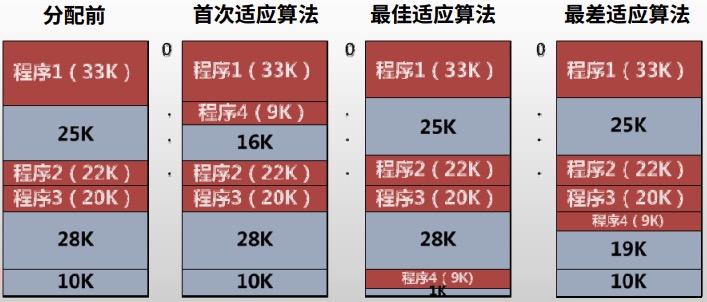 分配前
首次适应算法
最佳适应算法
最差适应算法
0
0
0
程序1（33K）
25K
程序2（22K）
程序3（20K）
28K
10K
程序1（33K）
程序4（9K）
16K
程序2（22K）
程序3（20K）
28K
10K
程序1（33K）
25K
程序2（22K）
程序3（20K）
28K
程序4（9K）
1K
程序1（33K）
25K
程序2（22K）
程序3（20K）
程序4（9K）
19K
10K